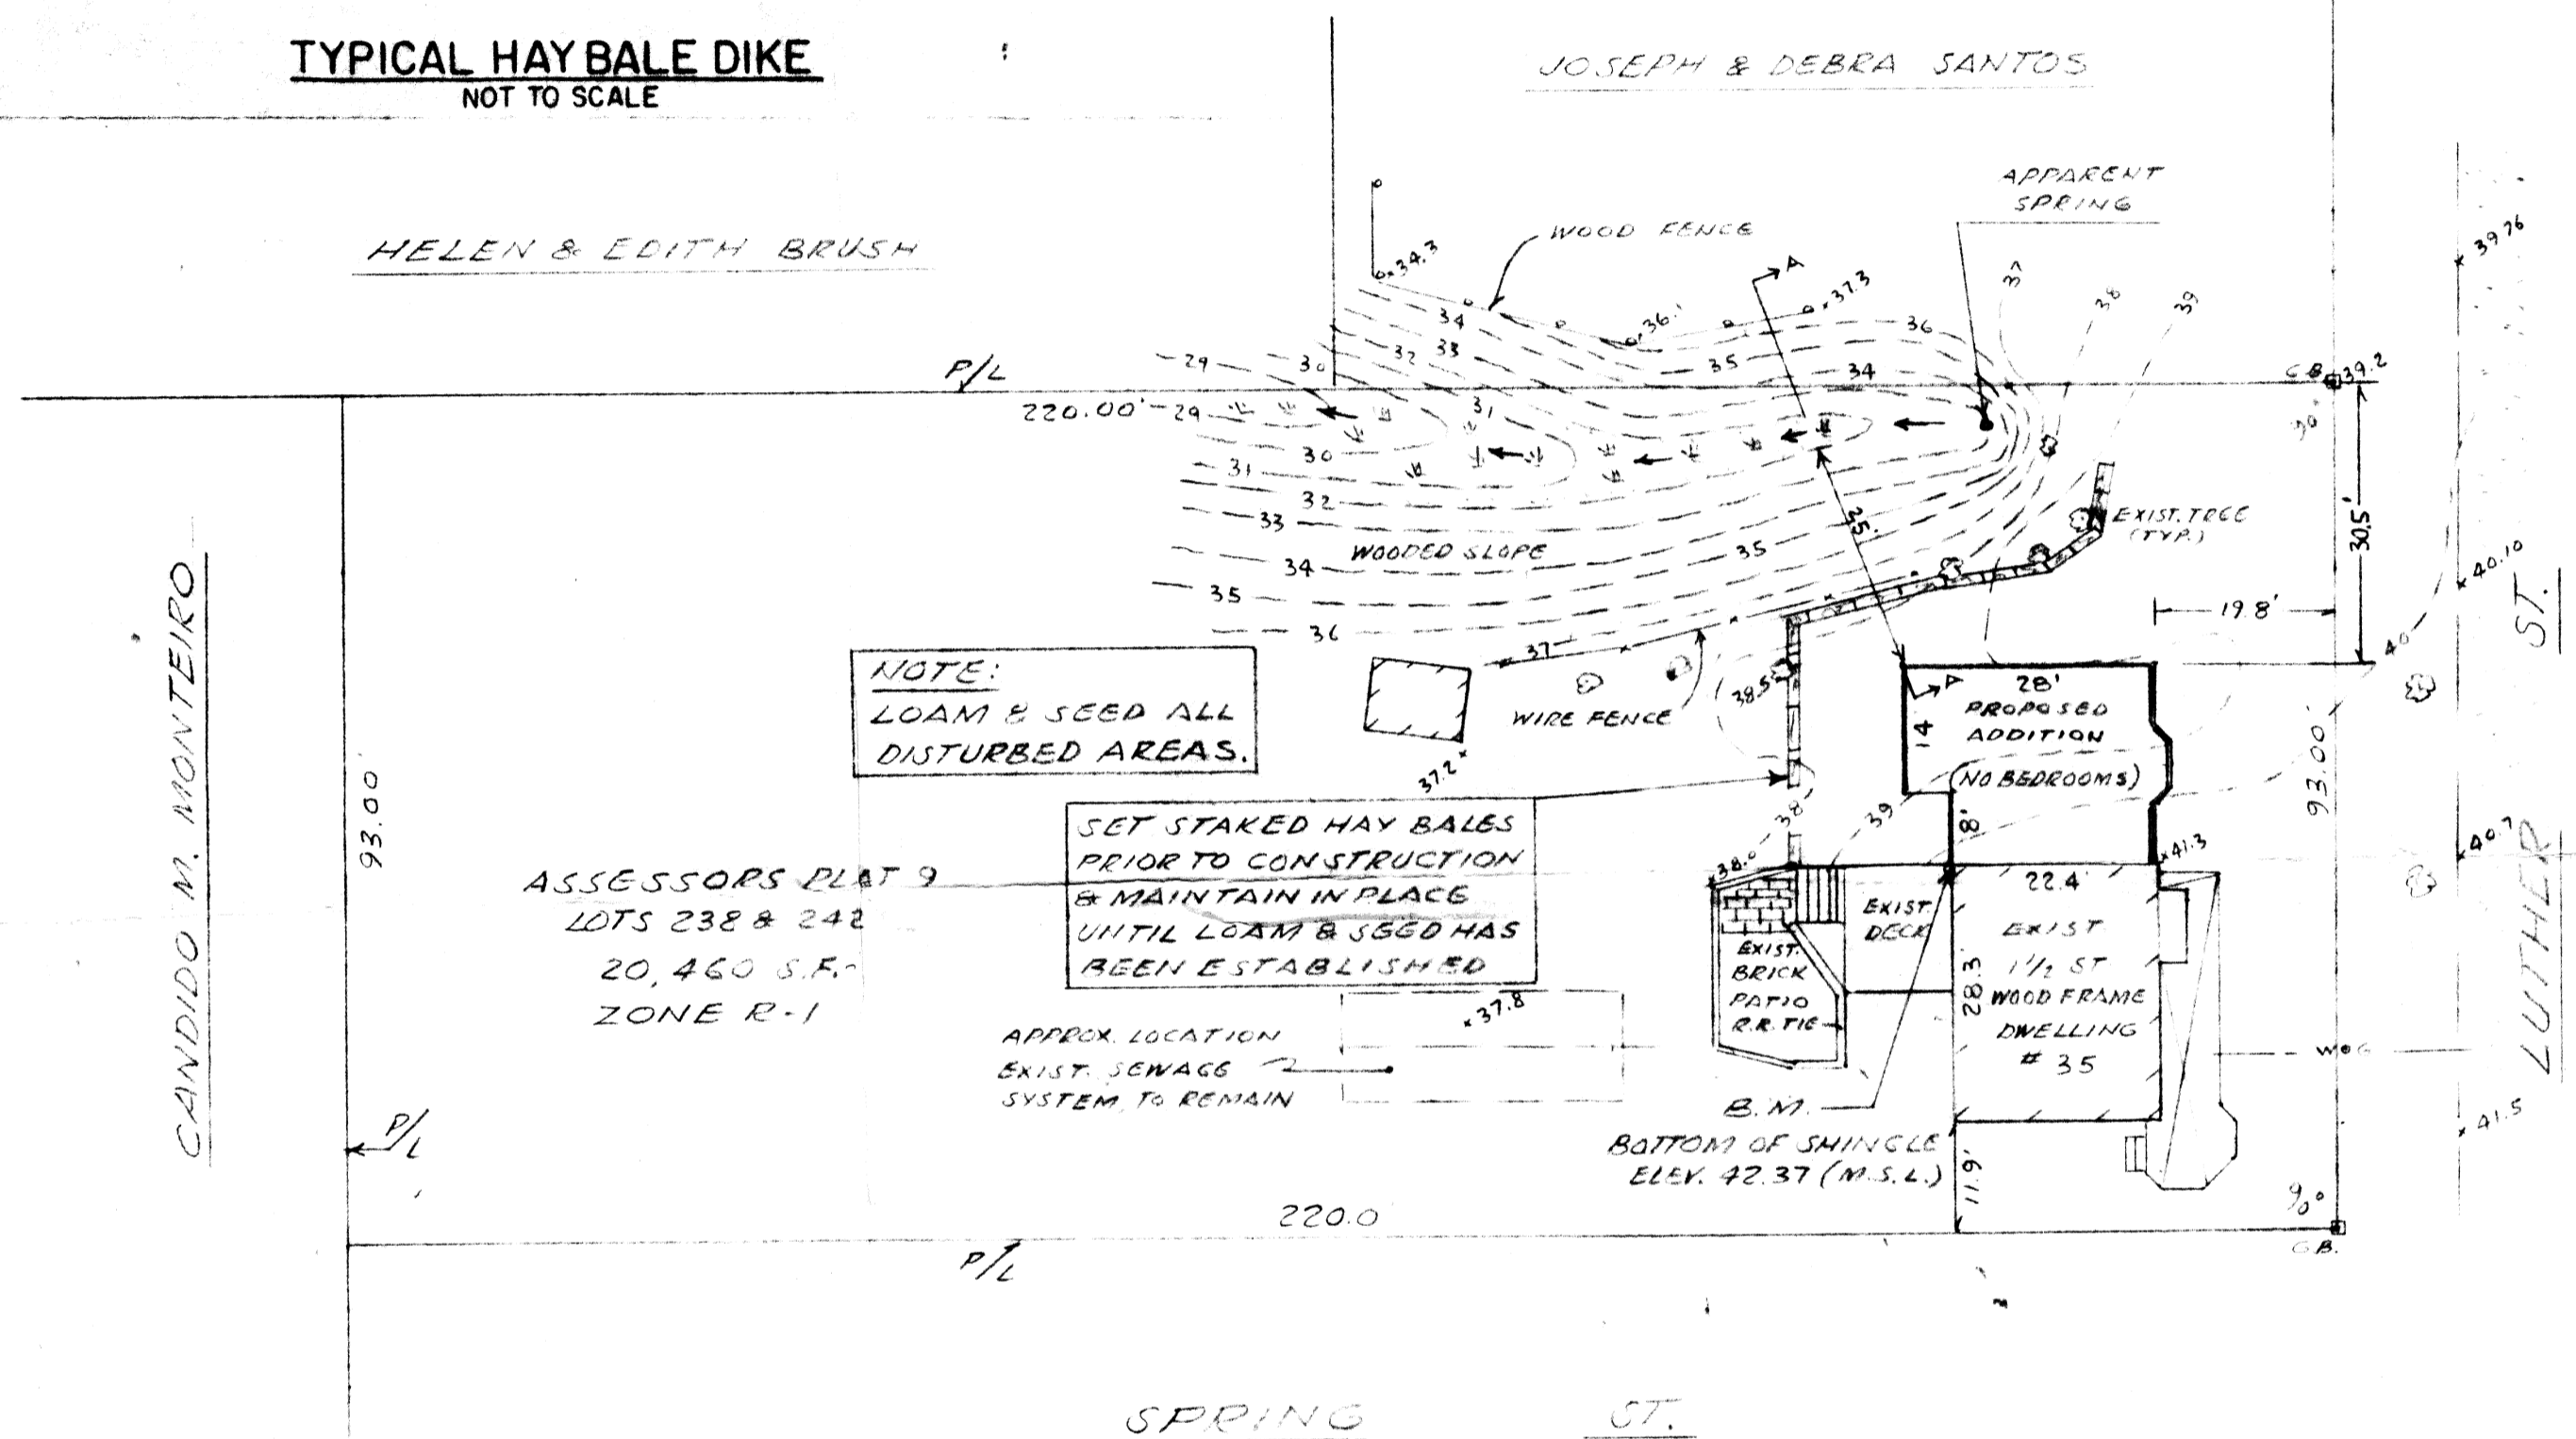 TYPICAL HAY BALE DIKE
NOT TO SCALE
JOSEPH & DEBRA SANTOS
HELEN & EDITH BRUSH
APPARENT
SPRING
WOOD FENCE
A
34.3
36.1
37.3
37
38
39
39.76
34
33
32
30
29
36
35
34
P/L
C.B.
39.2
90°
220.00'
29
31
30
31
32
33
34
35
36
WOODED SLOPE
35
35'
EXIST. TREE
(TYP.)
30.5'
40.10
19.8'
40
LUTHER ST.
CANDIDO M. MONTEIRO
93.00'
NOTE:
LOAM & SEED ALL
DISTURBED AREAS.
37
38.5
WIRE FENCE
37.2
A
28'
PROPOSED
ADDITION
(NO BEDROOMS)
14
8'
93.00'
SET STAKED HAY BALES
PRIOR TO CONSTRUCTION
& MAINTAIN IN PLACE
UNTIL LOAM & SEED HAS
BEEN ESTABLISHED
38
39
38.0
41.3
40.7
ASSESSORS PLAT 9
LOTS 238 & 242
20,460 S.F.-
ZONE R-1
EXIST.
DECK
EXIST.
BRICK
PATIO
R.R. TIE
22.4'
28.3'
EXIST.
1 1/2 ST.
WOOD FRAME
DWELLING
# 35
37.8
APPROX. LOCATION
EXIST. SEWAGE
SYSTEM, TO REMAIN
W&G
41.5
B.M.
BOTTOM OF SHINGLE
ELEV. 42.37 (M.S.L.)
11.9'
P/L
220.0
90°
C.B.
P/L
SPRING ST.